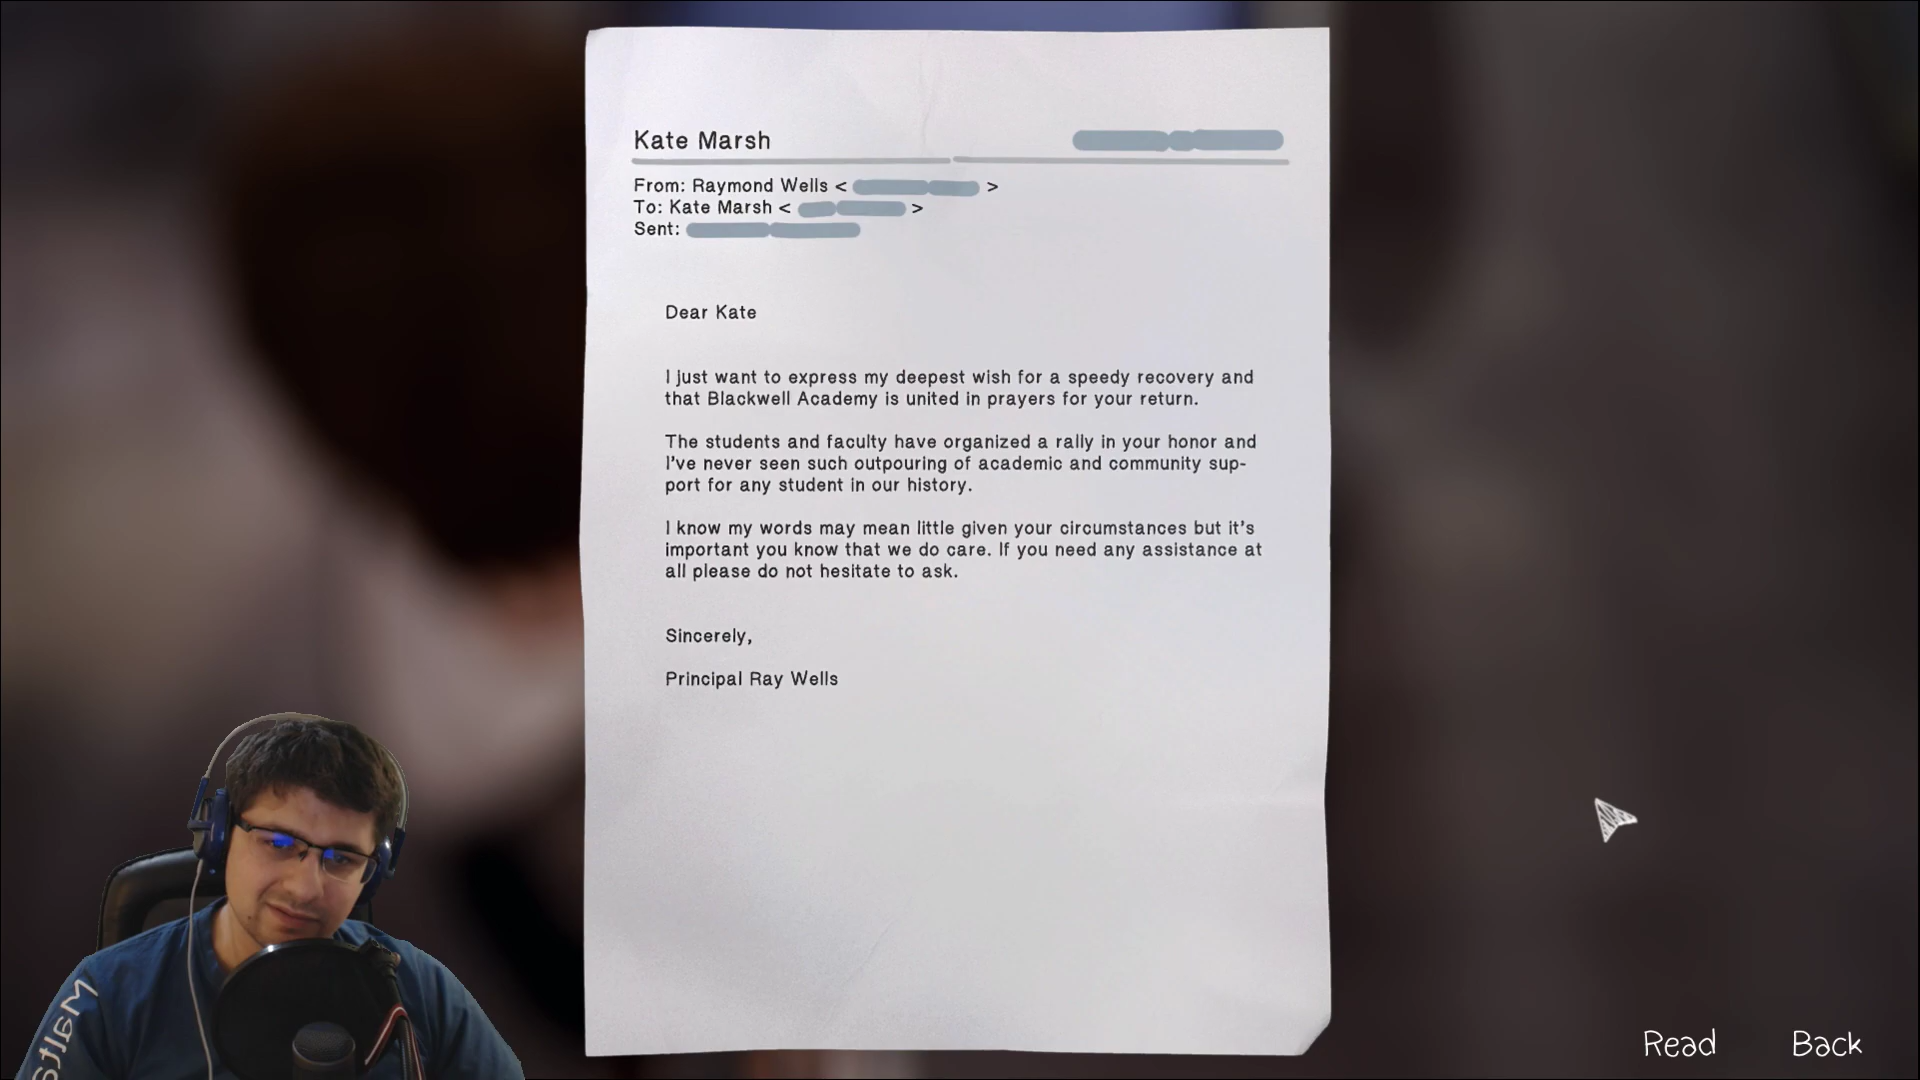 Kate Marsh
From: Raymond Wells < >
To: Kate Marsh < >
Sent:
Dear Kate
I just want to express my deepest wish for a speedy recovery and
that Blackwell Academy is united in prayers for your return.
The students and faculty have organized a rally in your honor and
I've never seen such outpouring of academic and community sup-
port for any student in our history.
I know my words may mean little given your circumstances but it's
important you know that we do care. If you need any assistance at
all please do not hesitate to ask.
Sincerely,
Principal Ray Wells
Malta
Read Back